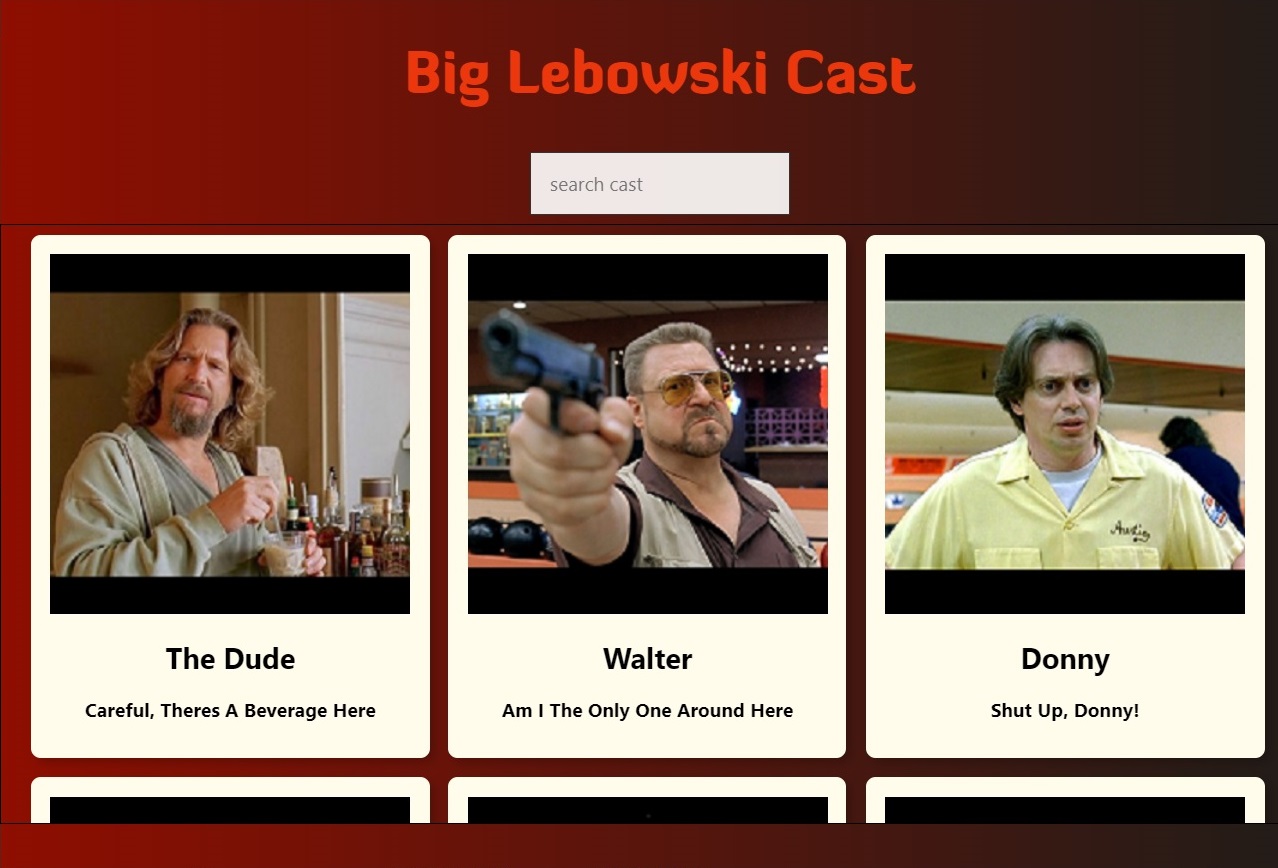 Big Lebowski Cast
search cast
The Dude
Careful, Theres A Beverage Here
Walter
Am I The Only One Around Here
Donny
Shut Up, Donny!